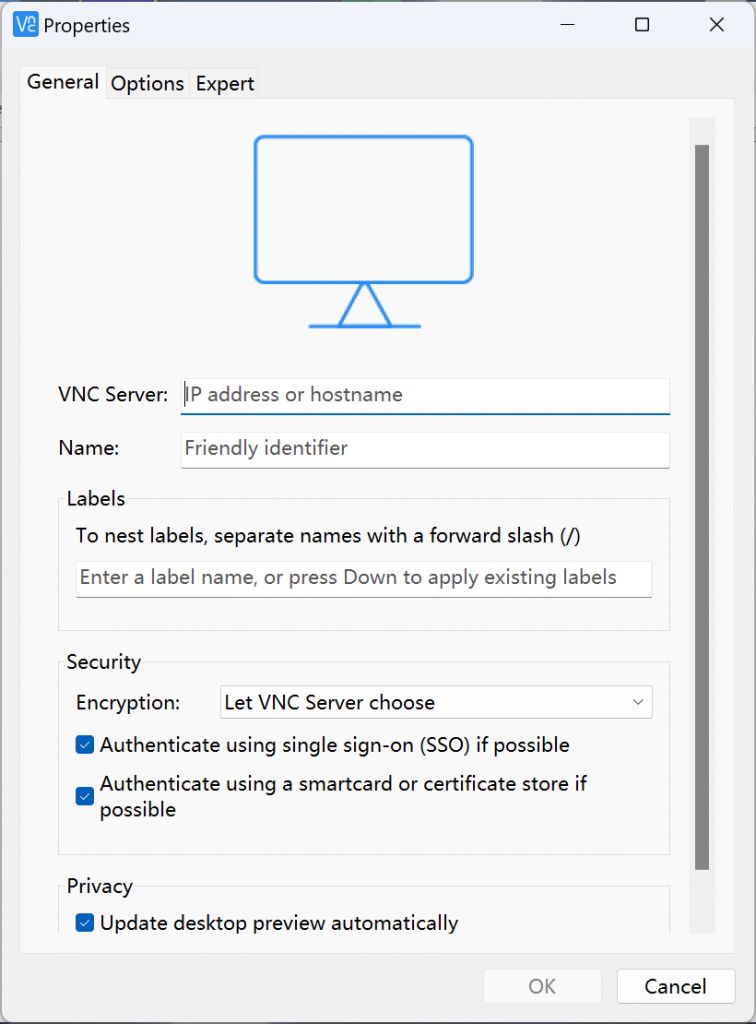 Properties
General Options Expert
VNC Server: IP address or hostname
Name: Friendly identifier
Labels
To nest labels, separate names with a forward slash (/)
Enter a label name, or press Down to apply existing labels
Security
Encryption: Let VNC Server choose
Authenticate using single sign-on (SSO) if possible
Authenticate using a smartcard or certificate store if
possible
Privacy
Update desktop preview automatically
OK Cancel